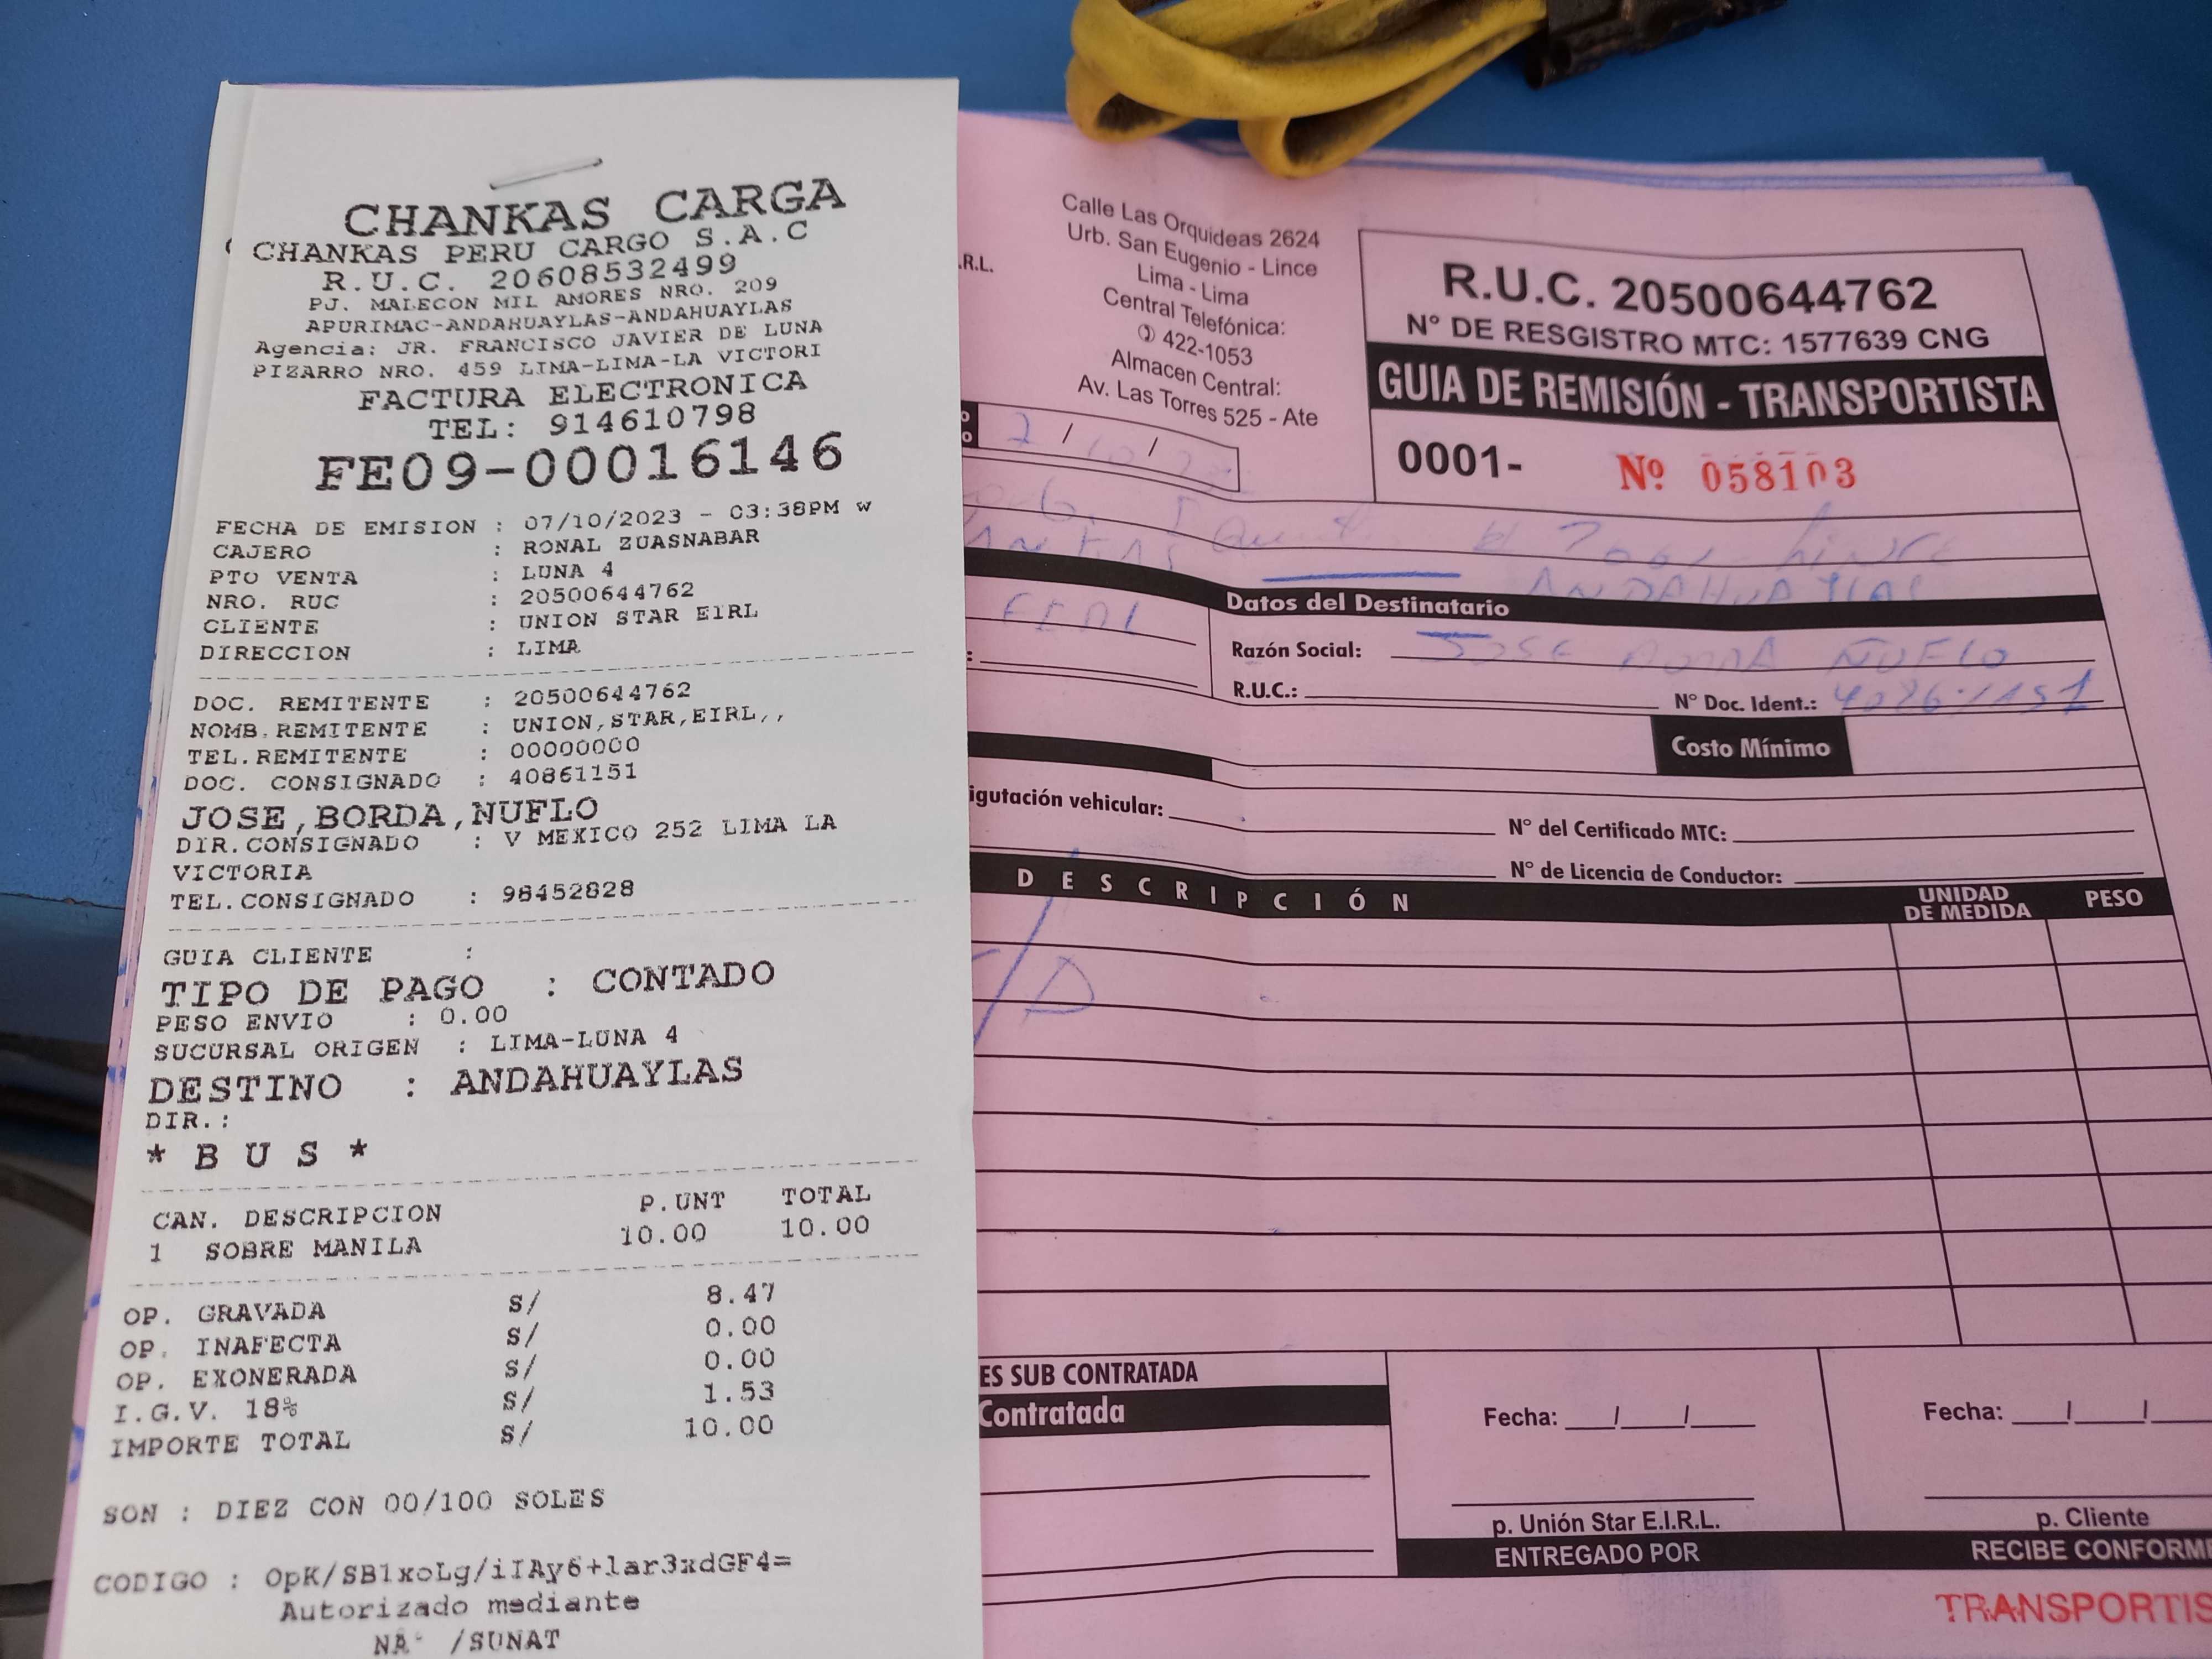 CHANKAS CARGA
CHANKAS PERU CARGO S.A.C
R.U.C. 20608532499
PJ. MALECON MIL AMORES NRO. 209
APURIMAC-ANDAHUAYLAS-ANDAHUAYLAS
Agencia: JR. FRANCISCO JAVIER DE LUNA
PIZARRO NRO. 459 LIMA-LIMA-LA VICTORI
FACTURA ELECTRONICA
TEL: 914610798
FE09-00016146
FECHA DE EMISION : 07/10/2023 - 03:38PM w
CAJERO : RONAL ZUASNABAR
PTO VENTA : LUNA 4
NRO. RUC : 20500644762
CLIENTE : UNION STAR EIRL
DIRECCION : LIMA
DOC. REMITENTE : 20500644762
NOMB.REMITENTE : UNION,STAR,EIRL,,
TEL.REMITENTE : 00000000
DOC. CONSIGNADO : 40861151
JOSE,BORDA,NUFLO
DIR.CONSIGNADO : V MEXICO 252 LIMA LA
VICTORIA
TEL.CONSIGNADO : 98452828
GUIA CLIENTE :
TIPO DE PAGO : CONTADO
PESO ENVIO : 0.00
SUCURSAL ORIGEN : LIMA-LUNA 4
DESTINO : ANDAHUAYLAS
DIR.:
* B U S *
CAN. DESCRIPCION P.UNT TOTAL
1 SOBRE MANILA 10.00 10.00
OP. GRAVADA S/ 8.47
OP. INAFECTA S/ 0.00
OP. EXONERADA S/ 0.00
I.G.V. 18% S/ 1.53
IMPORTE TOTAL S/ 10.00
SON : DIEZ CON 00/100 SOLES
CODIGO : OpK/SB1xoLg/iIAy6+lar3xdGF4=
Autorizado mediante
NA /SUNAT
.R.L.
Calle Las Orquideas 2624
Urb. San Eugenio - Lince
Lima - Lima
Central Telefónica:
422-1053
Almacen Central:
Av. Las Torres 525 - Ate
R.U.C. 20500644762
N° DE RESGISTRO MTC: 1577639 CNG
GUIA DE REMISIÓN - TRANSPORTISTA
0001- Nº 058103
ANDAHUAYLAS
Datos del Destinatario
Razón Social: JOSE NUFLO
R.U.C.: N° Doc. Ident.:
Costo Mínimo
igutación vehicular: N° del Certificado MTC:
N° de Licencia de Conductor:
DESCRIPCIÓN UNIDAD DE MEDIDA PESO
ES SUB CONTRATADA
Contratada
Fecha: / / Fecha: / /
p. Unión Star E.I.R.L. p. Cliente
ENTREGADO POR RECIBE CONFORM
TRANSPORTIS